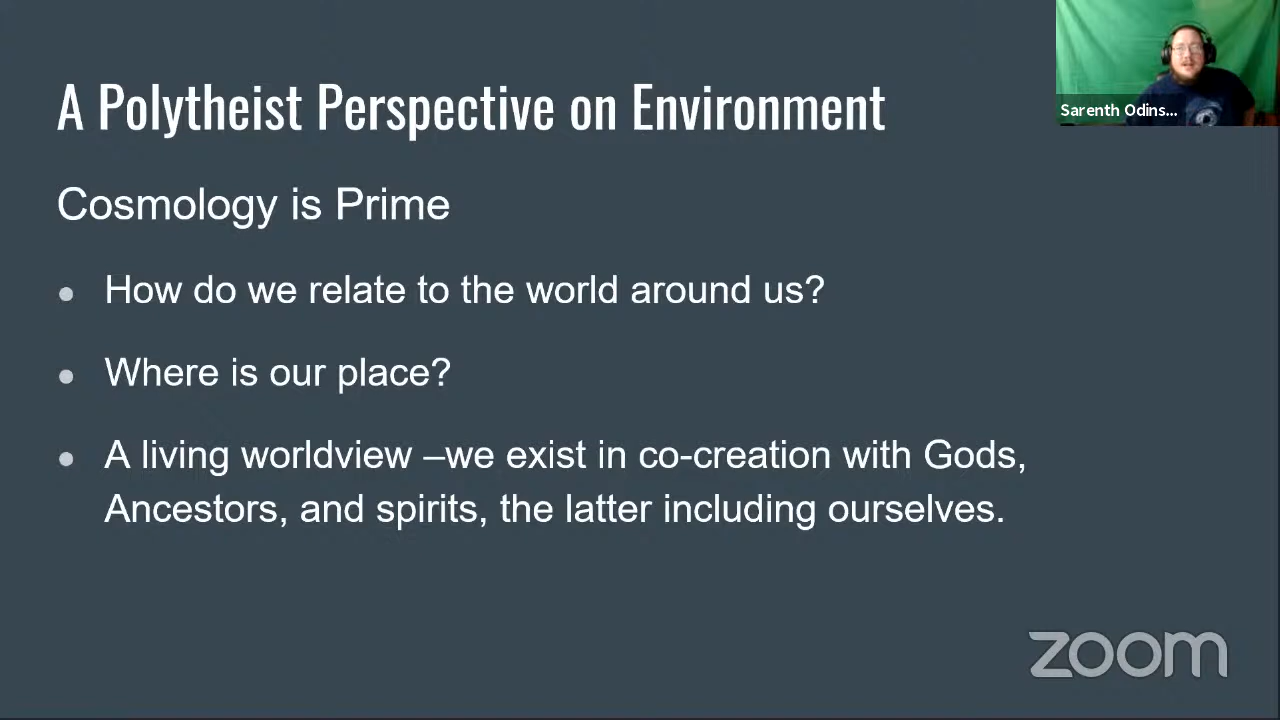 A Polytheist Perspective on Environment
Sarenth Odins...
Cosmology is Prime
● How do we relate to the world around us?
● Where is our place?
● A living worldview –we exist in co-creation with Gods,
Ancestors, and spirits, the latter including ourselves.
zoom